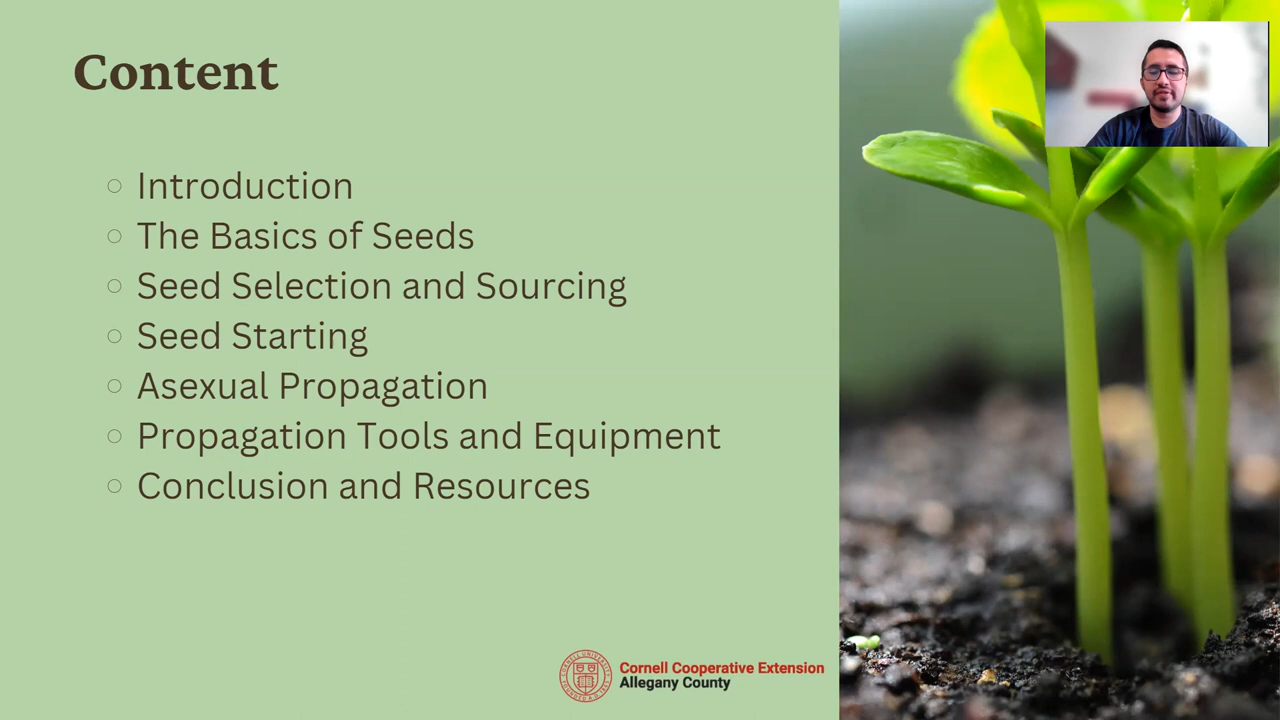 Content
Introduction
The Basics of Seeds
Seed Selection and Sourcing
Seed Starting
Asexual Propagation
Propagation Tools and Equipment
Conclusion and Resources
Cornell Cooperative Extension
Allegany County